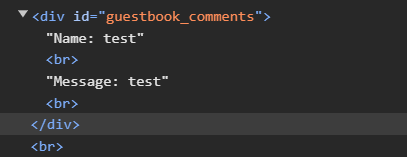 <div id="guestbook_comments">
"Name: test"
<br>
"Message: test"
<br>
</div>
<br>